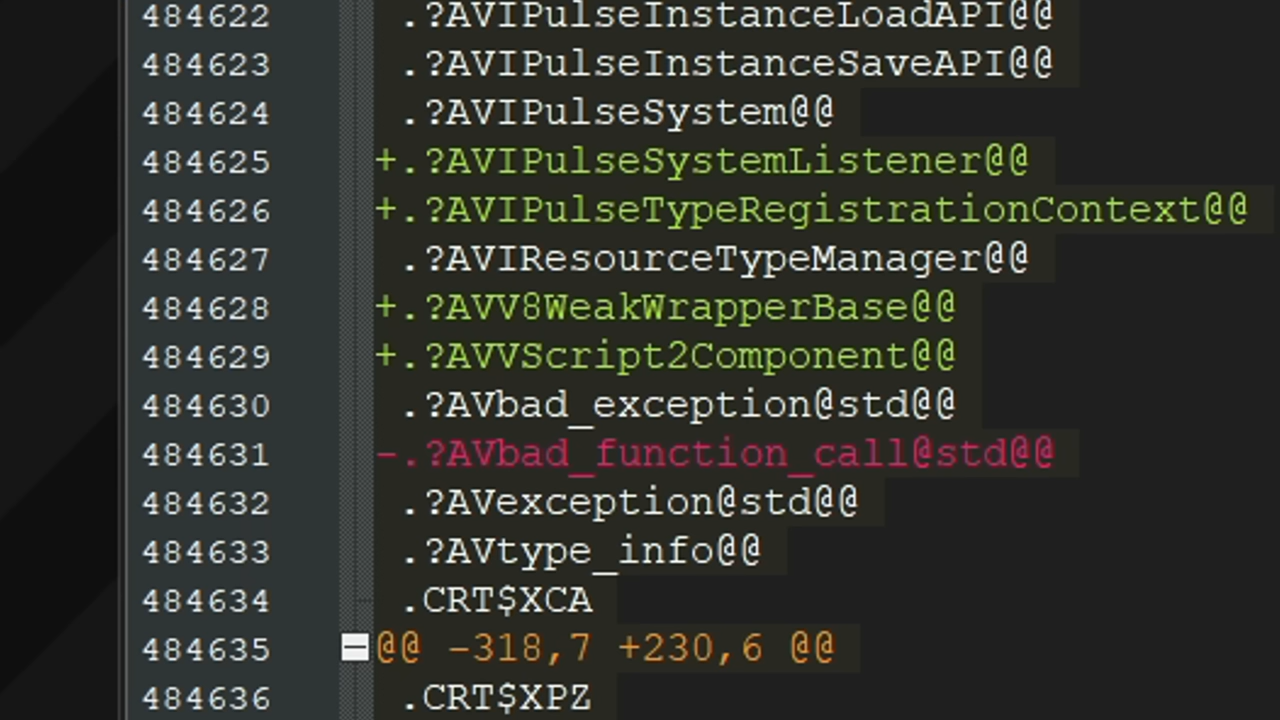 484622 .?AVIPulseInstanceLoadAPI@@
484623 .?AVIPulseInstanceSaveAPI@@
484624 .?AVIPulseSystem@@
484625 +.?AVIPulseSystemListener@@
484626 +.?AVIPulseTypeRegistrationContext@@
484627 .?AVIResourceTypeManager@@
484628 +.?AVV8WeakWrapperBase@@
484629 +.?AVVScript2Component@@
484630 .?AVbad_exception@std@@
484631 -.?AVbad_function_call@std@@
484632 .?AVexception@std@@
484633 .?AVtype_info@@
484634 .CRT$XCA
484635 @@ -318,7 +230,6 @@
484636 .CRT$XPZ